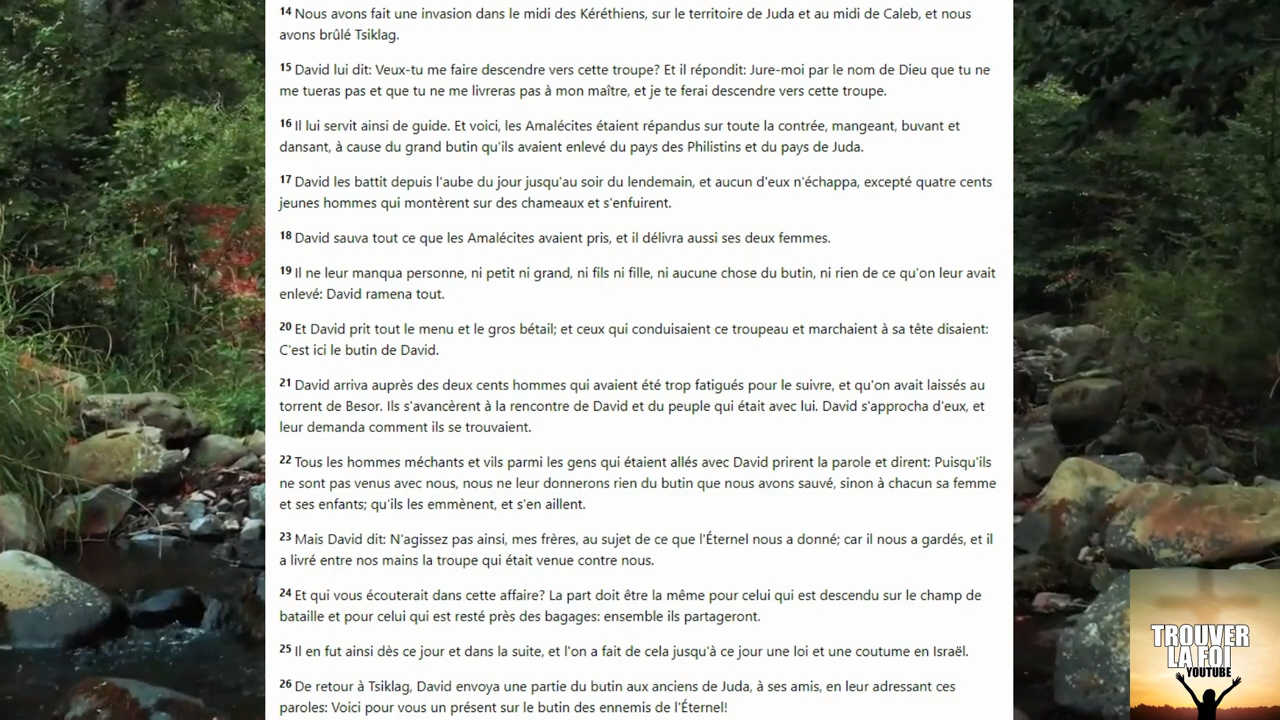 14 Nous avons fait une invasion dans le midi des Kéréthiens, sur le territoire de Juda et au midi de Caleb, et nous
avons brûlé Tsiklag.
15 David lui dit: Veux-tu me faire descendre vers cette troupe? Et il répondit: Jure-moi par le nom de Dieu que tu ne
me tueras pas et que tu ne me livreras pas à mon maître, et je te ferai descendre vers cette troupe.
16 Il lui servit ainsi de guide. Et voici, les Amalécites étaient répandus sur toute la contrée, mangeant, buvant et
dansant, à cause du grand butin qu'ils avaient enlevé du pays des Philistins et du pays de Juda.
17 David les battit depuis l'aube du jour jusqu'au soir du lendemain, et aucun d'eux n'échappa, excepté quatre cents
jeunes hommes qui montèrent sur des chameaux et s'enfuirent.
18 David sauva tout ce que les Amalécites avaient pris, et il délivra aussi ses deux femmes.
19 Il ne leur manqua personne, ni petit ni grand, ni fils ni fille, ni aucune chose du butin, ni rien de ce qu'on leur avait
enlevé: David ramena tout.
20 Et David prit tout le menu et le gros bétail; et ceux qui conduisaient ce troupeau et marchaient à sa tête disaient:
C'est ici le butin de David.
21 David arriva auprès des deux cents hommes qui avaient été trop fatigués pour le suivre, et qu'on avait laissés au
torrent de Besor. Ils s'avancèrent à la rencontre de David et du peuple qui était avec lui. David s'approcha d'eux, et
leur demanda comment ils se trouvaient.
22 Tous les hommes méchants et vils parmi les gens qui étaient allés avec David prirent la parole et dirent: Puisqu'ils
ne sont pas venus avec nous, nous ne leur donnerons rien du butin que nous avons sauvé, sinon à chacun sa femme
et ses enfants; qu'ils les emmènent, et s'en aillent.
23 Mais David dit: N'agissez pas ainsi, mes frères, au sujet de ce que l'Éternel nous a donné; car il nous a gardés, et il
a livré entre nos mains la troupe qui était venue contre nous.
24 Et qui vous écouterait dans cette affaire? La part doit être la même pour celui qui est descendu sur le champ de
bataille et pour celui qui est resté près des bagages: ensemble ils partageront.
25 Il en fut ainsi dès ce jour et dans la suite, et l'on a fait de cela jusqu'à ce jour une loi et une coutume en Israël.
26 De retour à Tsiklag, David envoya une partie du butin aux anciens de Juda, à ses amis, en leur adressant ces
paroles: Voici pour vous un présent sur le butin des ennemis de l'Éternel!
TROUVER
LA FOI
YOUTUBE